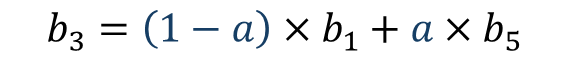 b₃ = (1 − a) × b₁ + a × b₅